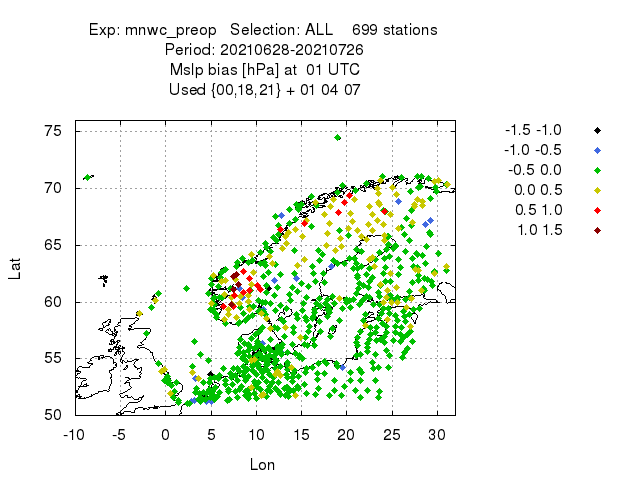 Exp: mnwc_preop   Selection: ALL    699 stations
Period: 20210628-20210726
Mslp bias [hPa] at  01 UTC
Used {00,18,21} + 01 04 07
-1.5 -1.0
-1.0 -0.5
-0.5 0.0
0.0 0.5
0.5 1.0
1.0 1.5
75
70
65
60
55
50
Lat
-10 -5 0 5 10 15 20 25 30
Lon